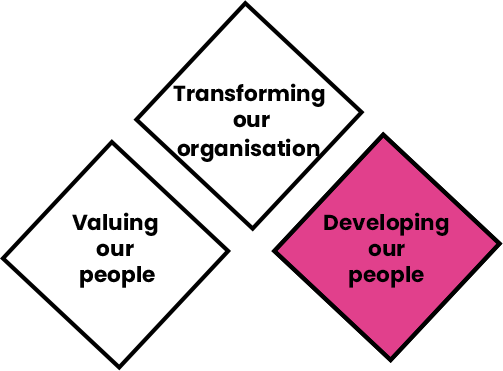 Transforming
our
organisation
Valuing
our
people
Developing
our
people